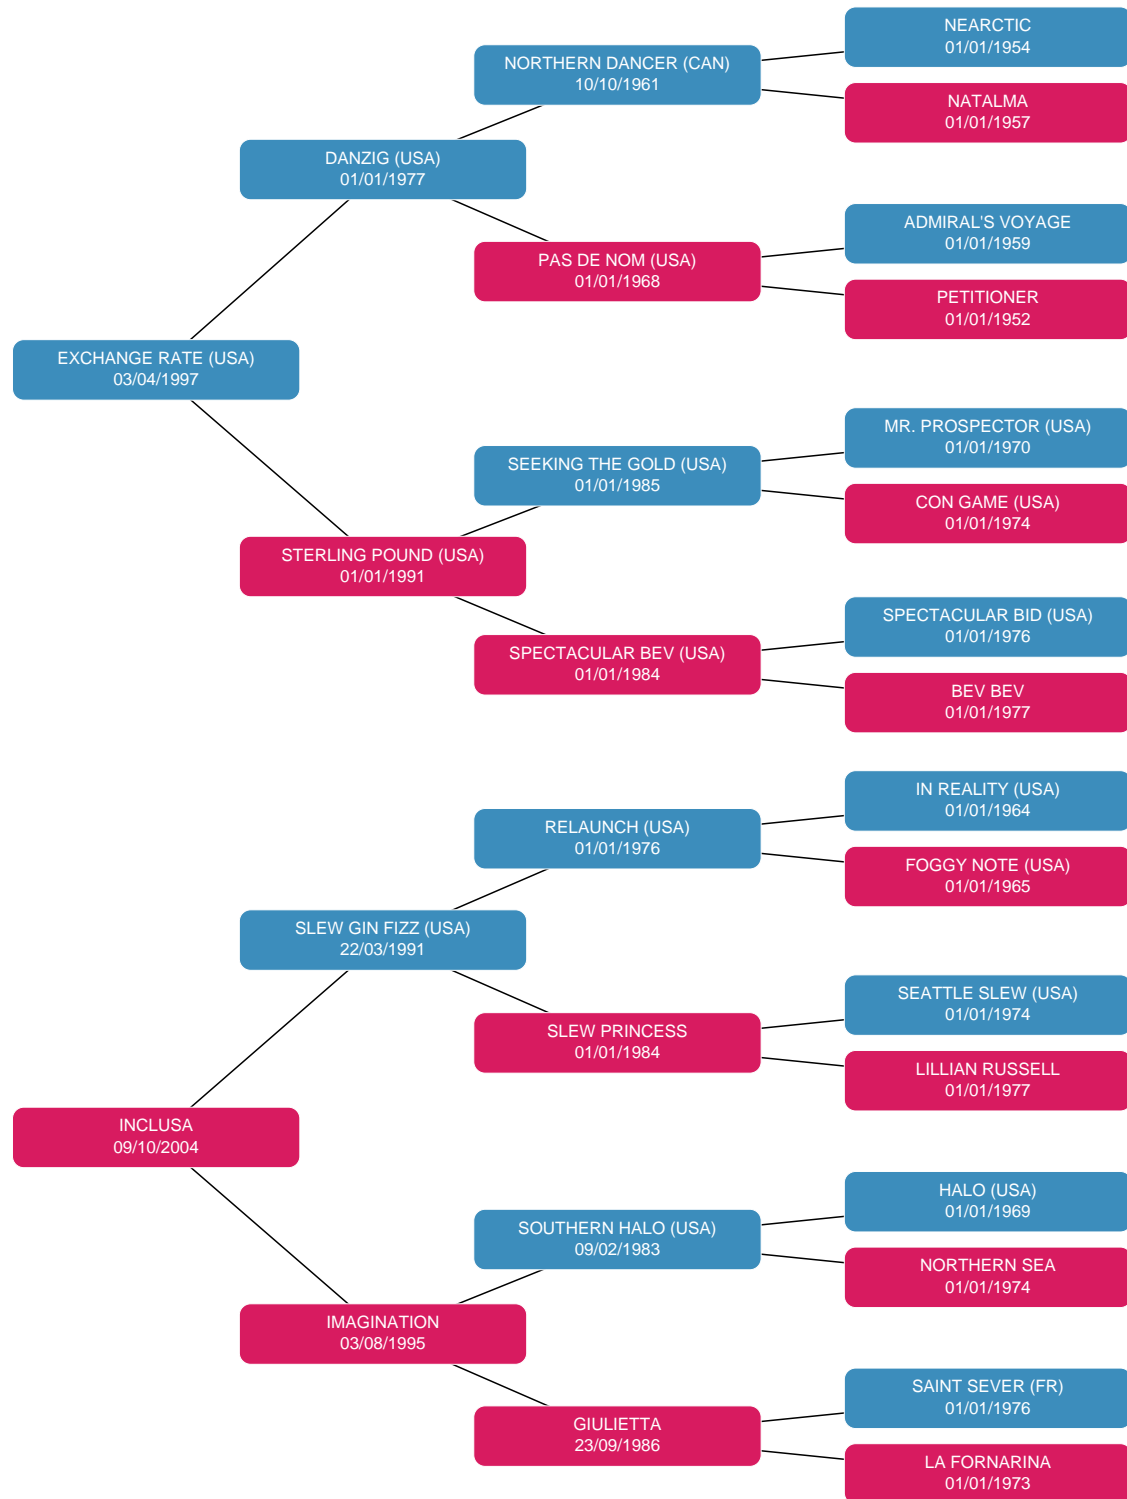 NEARCTIC
01/01/1954
NORTHERN DANCER (CAN)
10/10/1961
NATALMA
01/01/1957
DANZIG (USA)
01/01/1977
ADMIRAL'S VOYAGE
01/01/1959
PAS DE NOM (USA)
01/01/1968
PETITIONER
01/01/1952
EXCHANGE RATE (USA)
03/04/1997
MR. PROSPECTOR (USA)
01/01/1970
SEEKING THE GOLD (USA)
01/01/1985
CON GAME (USA)
01/01/1974
STERLING POUND (USA)
01/01/1991
SPECTACULAR BID (USA)
01/01/1976
SPECTACULAR BEV (USA)
01/01/1984
BEV BEV
01/01/1977
IN REALITY (USA)
01/01/1964
RELAUNCH (USA)
01/01/1976
FOGGY NOTE (USA)
01/01/1965
SLEW GIN FIZZ (USA)
22/03/1991
SEATTLE SLEW (USA)
01/01/1974
SLEW PRINCESS
01/01/1984
LILLIAN RUSSELL
01/01/1977
INCLUSA
09/10/2004
HALO (USA)
01/01/1969
SOUTHERN HALO (USA)
09/02/1983
NORTHERN SEA
01/01/1974
IMAGINATION
03/08/1995
SAINT SEVER (FR)
01/01/1976
GIULIETTA
23/09/1986
LA FORNARINA
01/01/1973